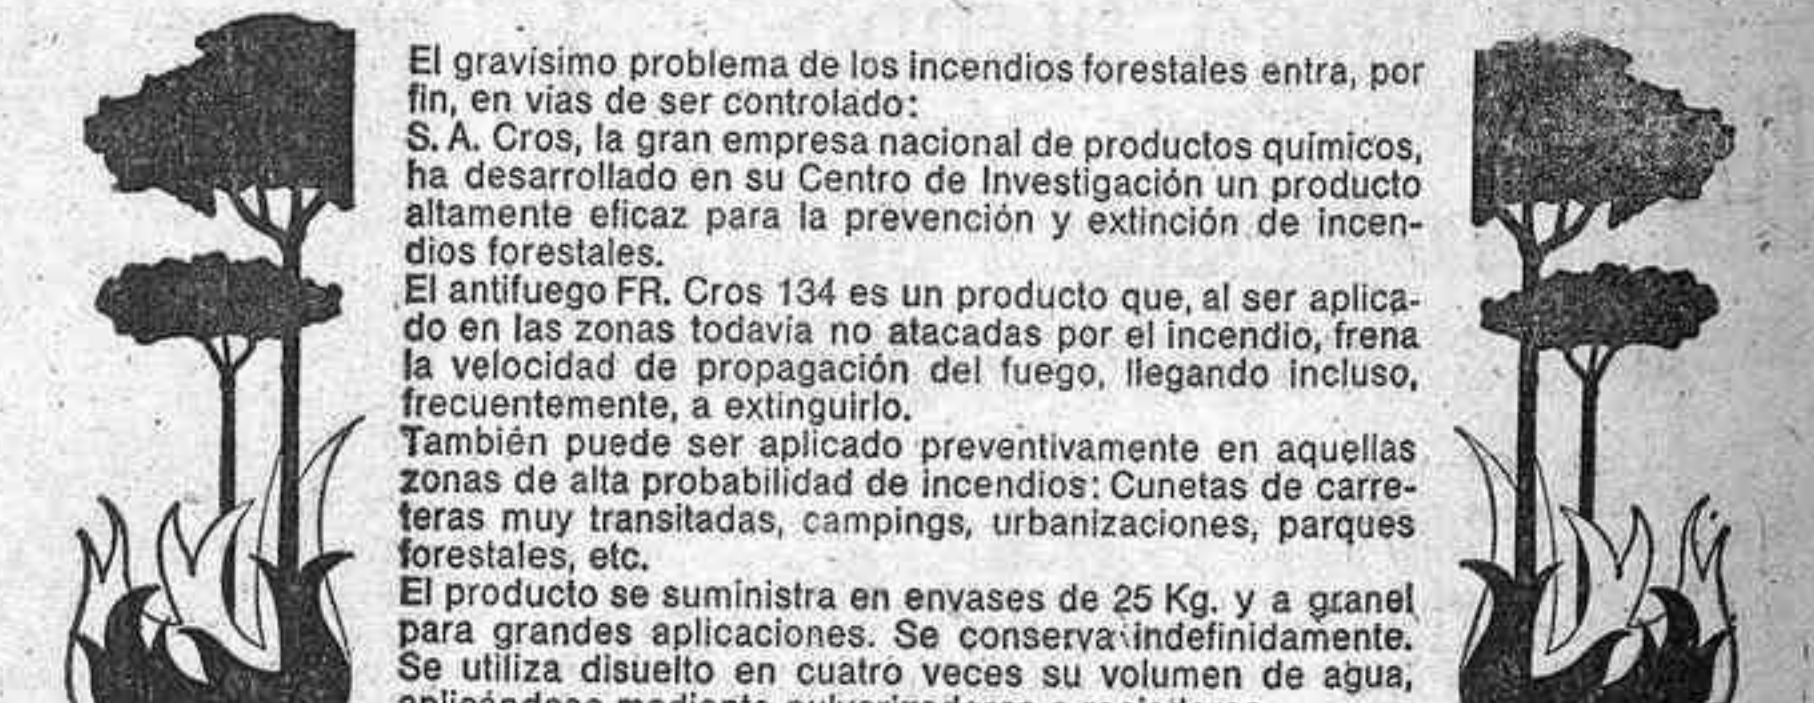 El gravísimo problema de los incendios forestales entra, por
fin, en vías de ser controlado:
S. A. Cros, la gran empresa nacional de productos químicos,
ha desarrollado en su Centro de Investigación un producto
altamente eficaz para la prevención y extinción de incen-
dios forestales.
El antifuego FR. Cros 134 es un producto que, al ser aplica-
do en las zonas todavía no atacadas por el incendio, frena
la velocidad de propagación del fuego, llegando incluso,
frecuentemente, a extinguirlo.
También puede ser aplicado preventivamente en aquellas
zonas de alta probabilidad de incendios: Cunetas de carre-
teras muy transitadas, campings, urbanizaciones, parques
forestales, etc.
El producto se suministra en envases de 25 Kg. y a granel
para grandes aplicaciones. Se conserva indefinidamente.
Se utiliza disuelto en cuatro veces su volumen de agua,